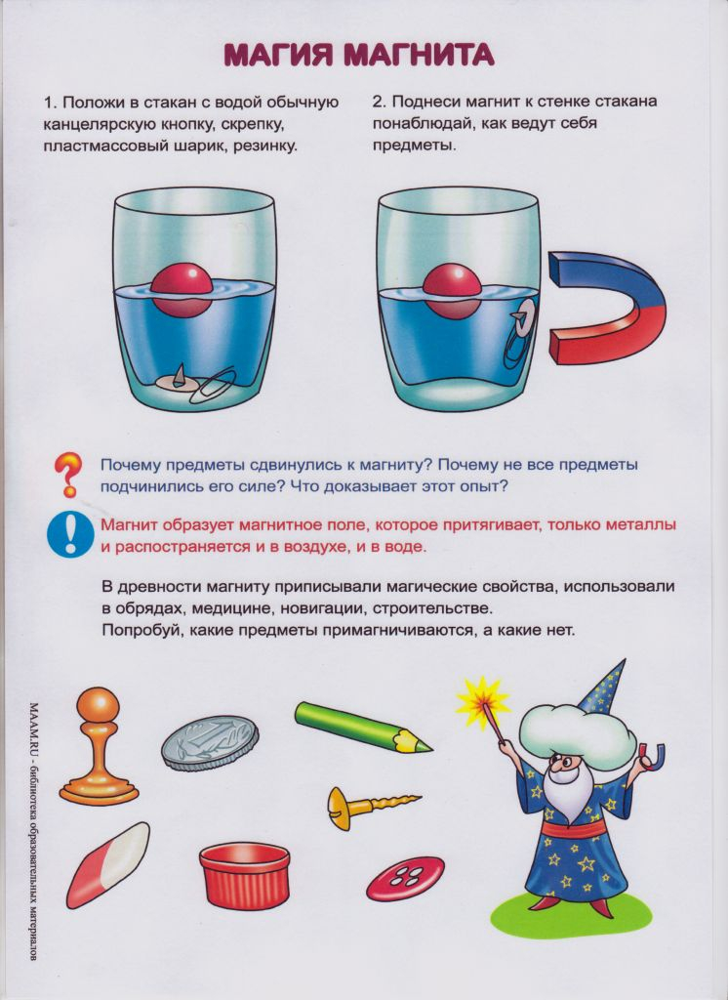 МАГИЯ МАГНИТА
1. Положи в стакан с водой обычную
канцелярскую кнопку, скрепку,
пластмассовый шарик, резинку.
2. Поднеси магнит к стенке стакана
понаблюдай, как ведут себя
предметы.
Почему предметы сдвинулись к магниту? Почему не все предметы
подчинились его силе? Что доказывает этот опыт?
Магнит образует магнитное поле, которое притягивает, только металлы
и распостраняется и в воздухе, и в воде.
В древности магниту приписывали магические свойства, использовали
в обрядах, медицине, новигации, строительстве.
Попробуй, какие предметы примагничиваются, а какие нет.
MAAM.RU - библиотека образовательных материалов